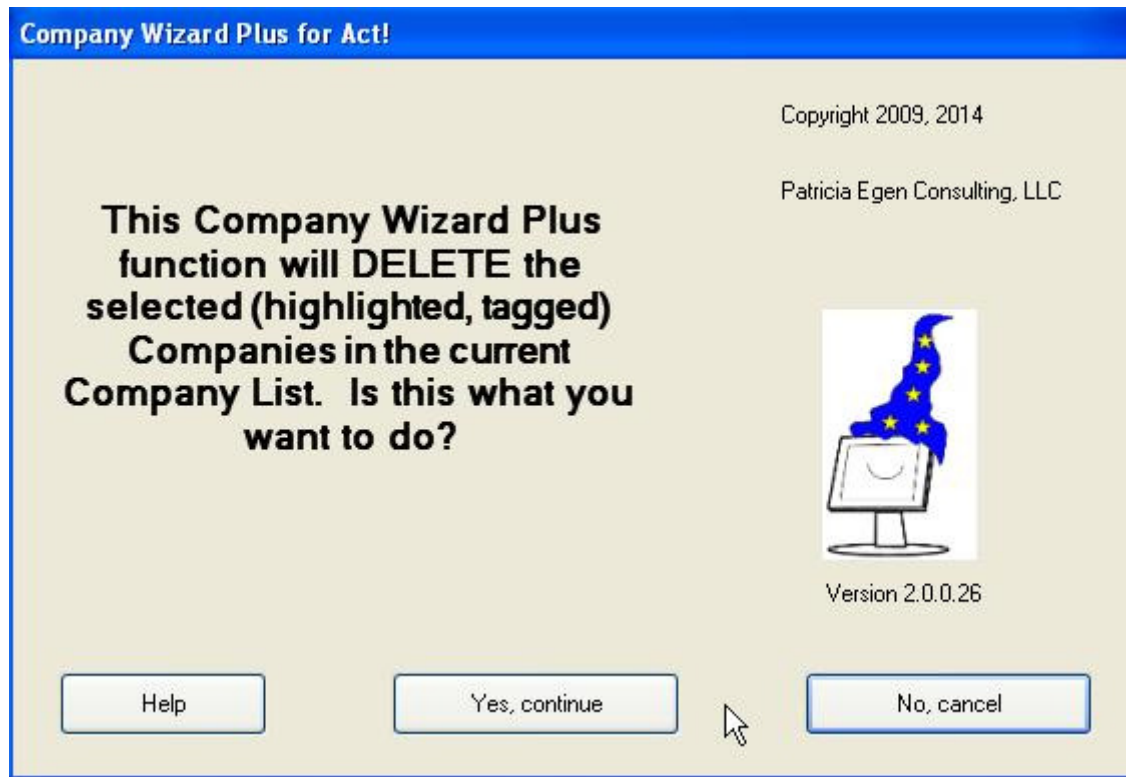 Company Wizard Plus for Act!
Copyright 2009, 2014
Patricia Egen Consulting, LLC
This Company Wizard Plus
function will DELETE the
selected (highlighted, tagged)
Companies in the current
Company List.  Is this what you
want to do?
Version 2.0.0.26
Help
Yes, continue
No, cancel